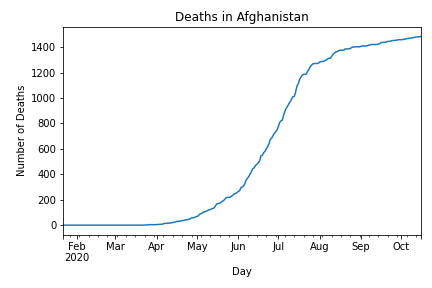 Deaths in Afghanistan
1400
1200
1000
800
600
400
200
0
Number of Deaths
Feb Mar Apr May Jun Jul Aug Sep Oct
2020
Day